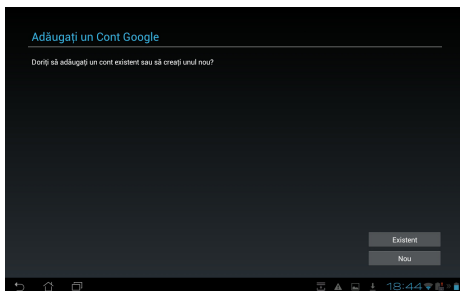 Adăugați un Cont Google
Doriți să adăugați un cont existent sau să creați unul nou?
Existent
Nou
18:44